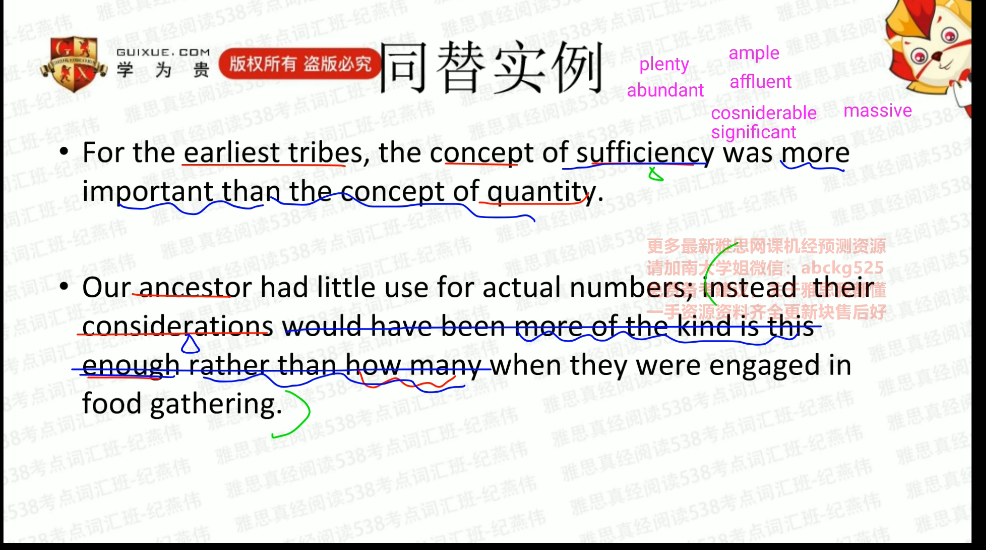 GUIXUE.COM
学为贵
版权所有 盗版必究
同替实例
plenty
ample
abundant
affluent
cosniderable
massive
significant
• For the earliest tribes, the concept of sufficiency was more
important than the concept of quantity.
更多最新雅思网课机经预测资源
请加南大学姐微信：abckg525
• Our ancestor had little use for actual numbers; instead their
一手资源资料齐全更新块售后好
considerations would have been more of the kind is this
enough rather than how many when they were engaged in
food gathering.
雅思真经阅读538考点词汇班-纪燕伟